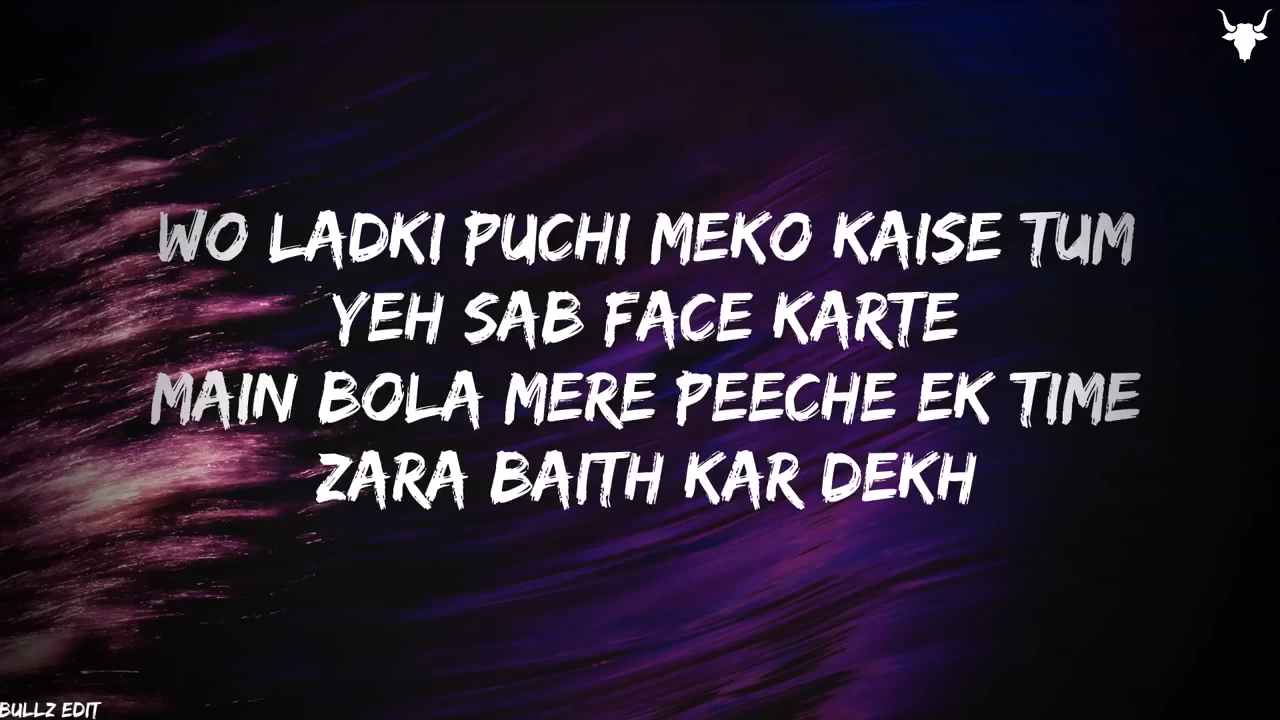 WO LADKI PUCHI MEKO KAISE TUM
YEH SAB FACE KARTE
MAIN BOLA MERE PEECHE EK TIME
ZARA BAITH KAR DEKH
BULLZ EDIT